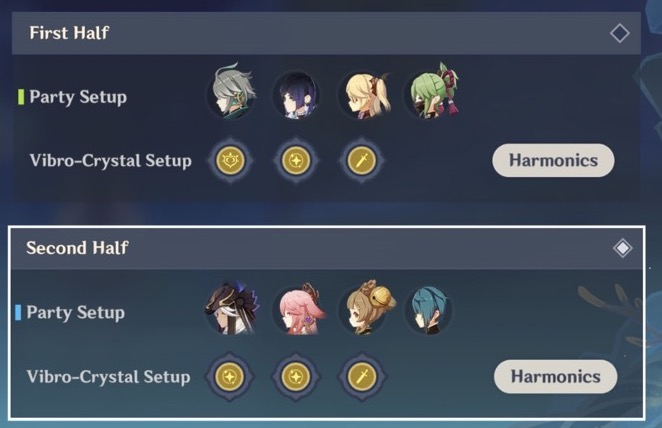 First Half
Party Setup
Vibro-Crystal Setup
Harmonics
Second Half
Party Setup
Vibro-Crystal Setup
Harmonics